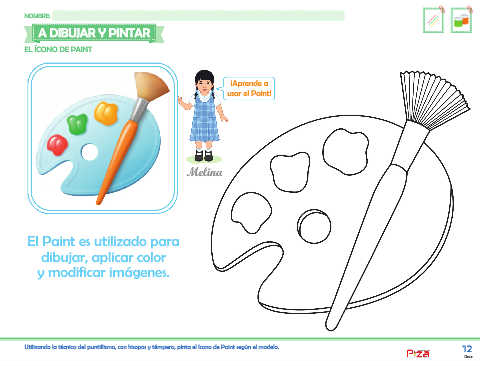 NOMBRE:
A DIBUJAR Y PINTAR
EL ÍCONO DE PAINT
¡Aprende a
usar el Paint!
Melina
El Paint es utilizado para
dibujar, aplicar color
y modificar imágenes.
Utilizando la técnica del puntillismo, con hisopos y témpera, pinta el ícono de Paint según el modelo.
PIZA
12
Doce